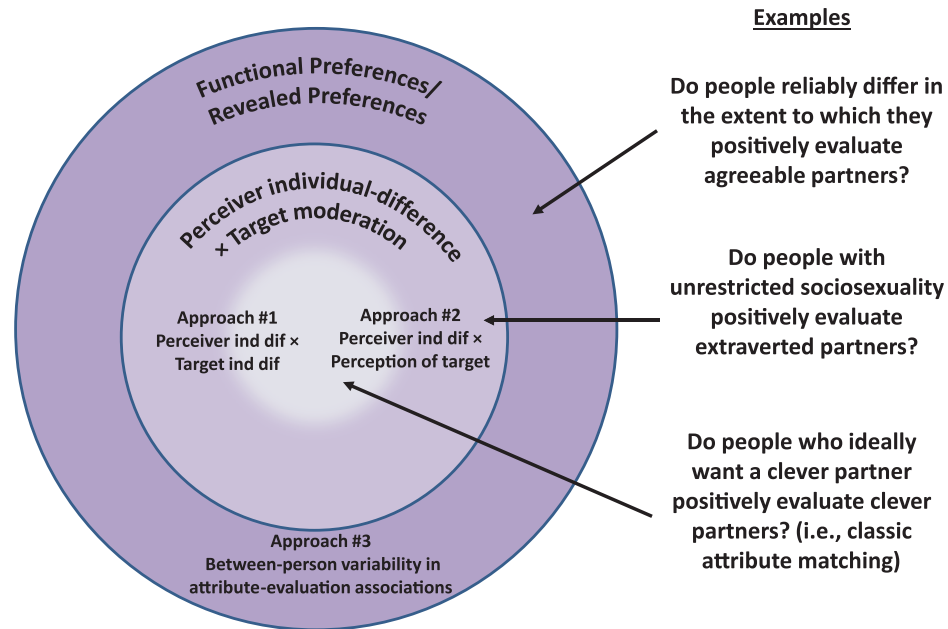 Functional Preferences/
Revealed Preferences
Perceiver individual-difference
× Target moderation
Approach #1
Perceiver ind dif ×
Target ind dif
Approach #2
Perceiver ind dif ×
Perception of target
Approach #3
Between-person variability in
attribute-evaluation associations
Examples
Do people reliably differ in
the extent to which they
positively evaluate
agreeable partners?
Do people with
unrestricted sociosexuality
positively evaluate
extraverted partners?
Do people who ideally
want a clever partner
positively evaluate clever
partners? (i.e., classic
attribute matching)